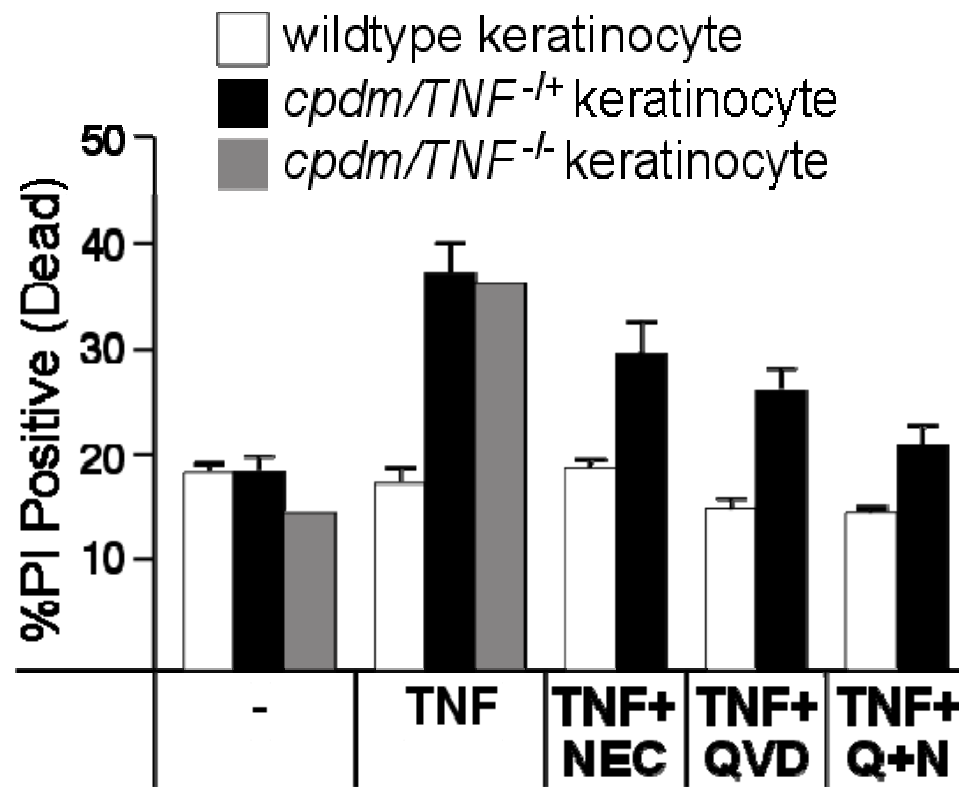 wildtype keratinocyte
cpdm/TNF-/+ keratinocyte
cpdm/TNF-/- keratinocyte
%PI Positive (Dead)
50
40
30
20
10
-
TNF
TNF+
NEC
TNF+
QVD
TNF+
Q+N